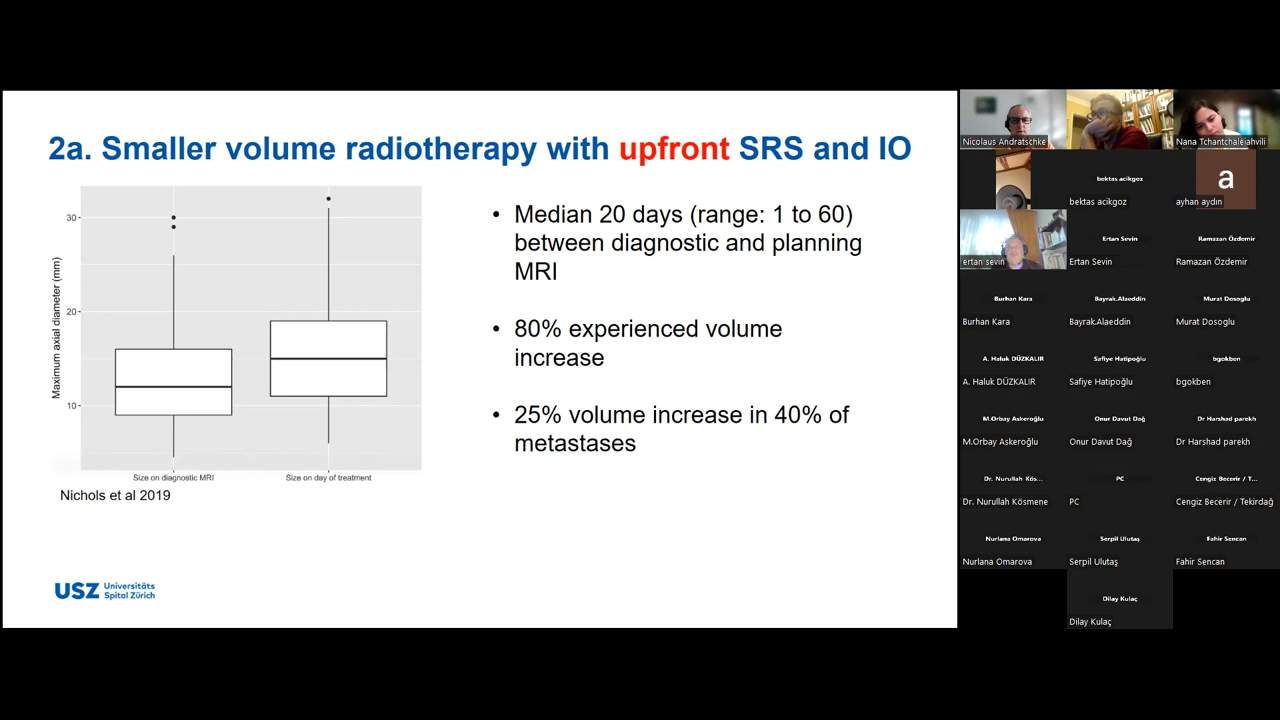 2a. Smaller volume radiotherapy with upfront SRS and IO
Maximum axial diameter (mm)
30
20
10
Size on diagnostic MRI
Size on day of treatment
Nichols et al 2019
• Median 20 days (range: 1 to 60)
between diagnostic and planning
MRI
• 80% experienced volume
increase
• 25% volume increase in 40% of
metastases
USZ Universitäts
Spital Zürich
Nicolaus Andratschke
Nana Tchantchaleiahvili
bektas acikgoz
bektas acikgoz
a
ayhan aydın
ertan sevin
Ertan Sevin
Ertan Sevin
Ramazan Özdemir
Ramazan Özdemir
Burhan Kara
Burhan Kara
Bayrak.Alaeddin
Bayrak.Alaeddin
Murat Dosoglu
Murat Dosoglu
A. Haluk DÜZKALIR
A. Haluk DÜZKALIR
Safiye Hatipoğlu
Safiye Hatipoğlu
bgokben
bgokben
M.Orbay Askeroğlu
M.Orbay Askeroğlu
Onur Davut Dağ
Onur Davut Dağ
Dr Harshad parekh
Dr Harshad parekh
Dr. Nurullah Kös...
Dr. Nurullah Kösmene
PC
PC
Cengiz Becerir / T...
Cengiz Becerir / Tekirdağ
Nurlana Omarova
Nurlana Omarova
Serpil Ulutaş
Serpil Ulutaş
Fahir Sencan
Fahir Sencan
Dilay Kulaç
Dilay Kulaç